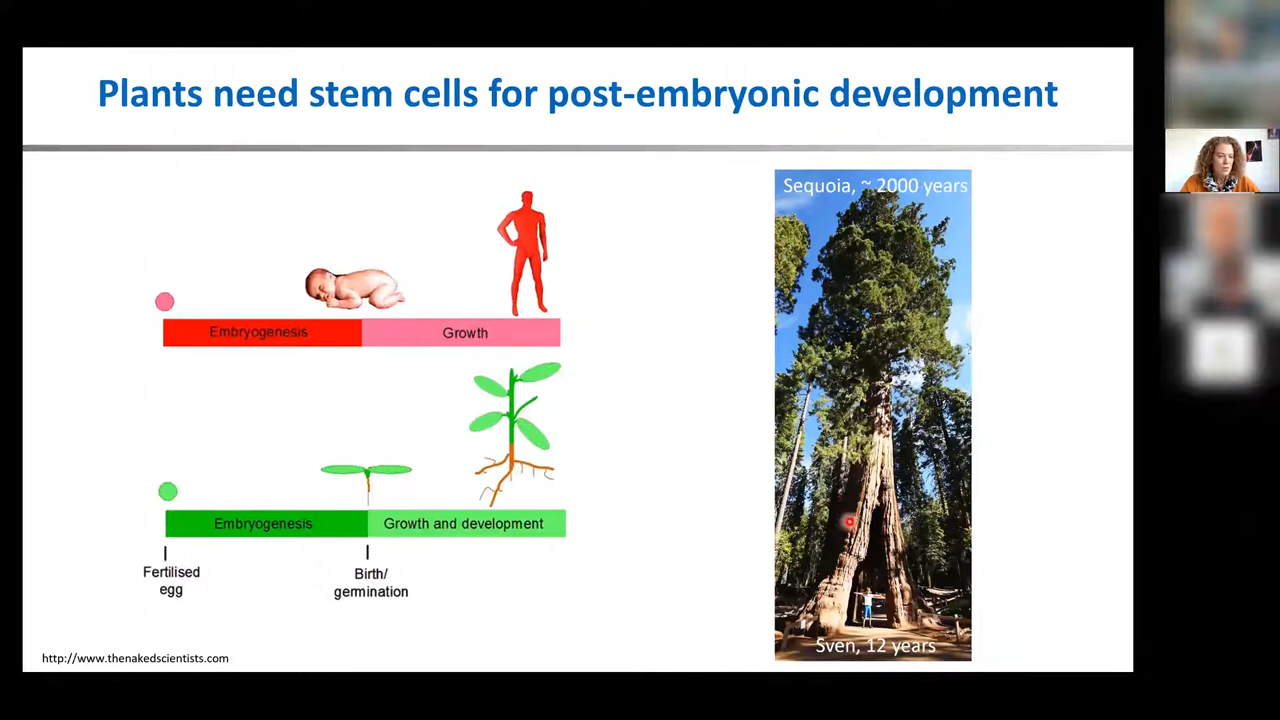 Plants need stem cells for post-embryonic development
Embryogenesis
Growth
Embryogenesis
Growth and development
Fertilised
egg
Birth/
germination
Sequoia, ~ 2000 years
Sven, 12 years
http://www.thenakedscientists.com